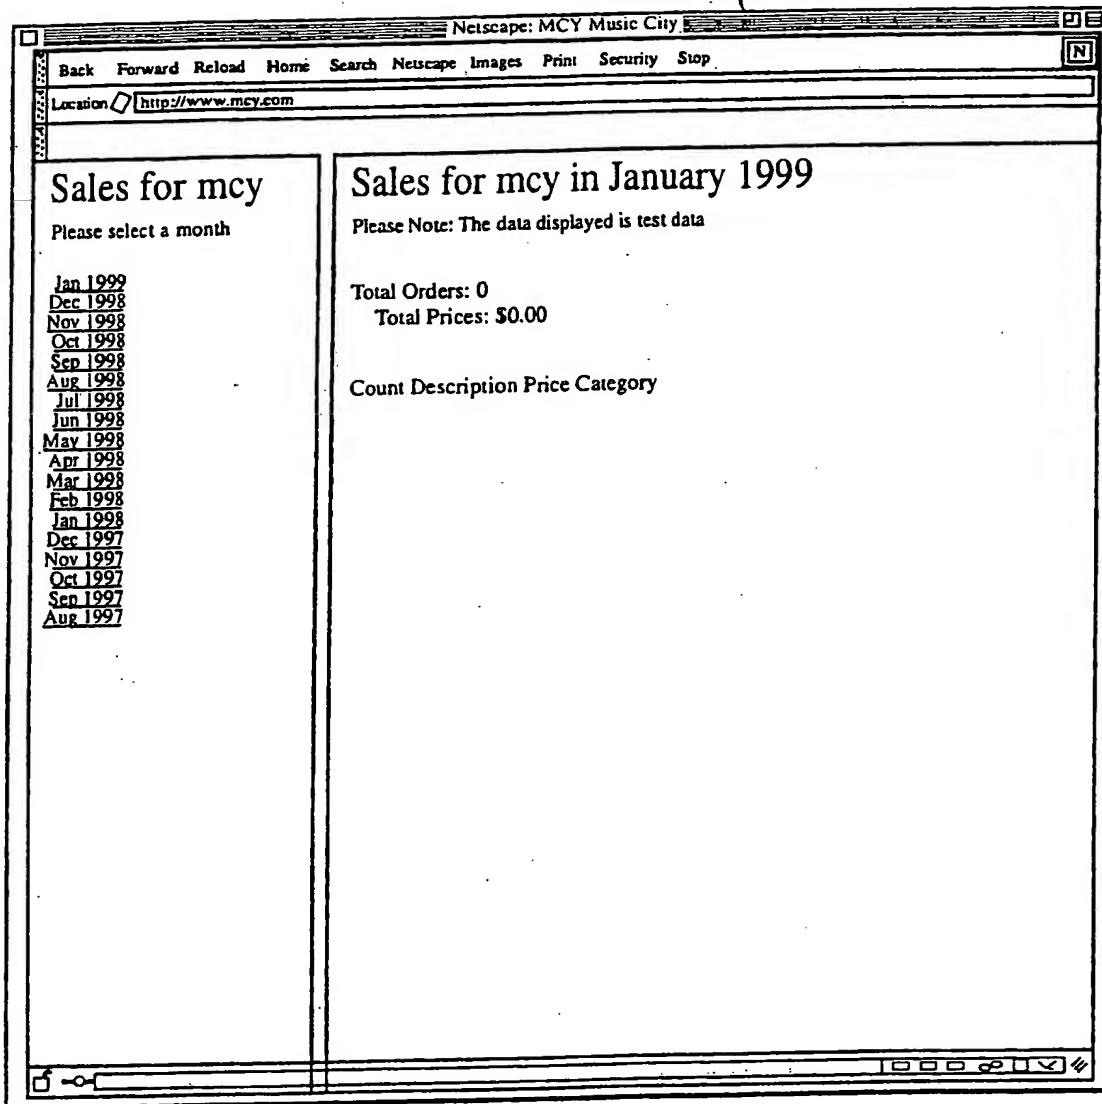 Netscape: MCY Music City
Back Forward Reload Home Search Netscape Images Print Security Stop
N
Location http://www.mcy.com
Sales for mcy
Please select a month
Jan 1999
Dec 1998
Nov 1998
Oct 1998
Sep 1998
Aug 1998
Jul 1998
Jun 1998
May 1998
Apr 1998
Mar 1998
Feb 1998
Jan 1998
Dec 1997
Nov 1997
Oct 1997
Sep 1997
Aug 1997
Sales for mcy in January 1999
Please Note: The data displayed is test data
Total Orders: 0
Total Prices: $0.00
Count Description Price Category